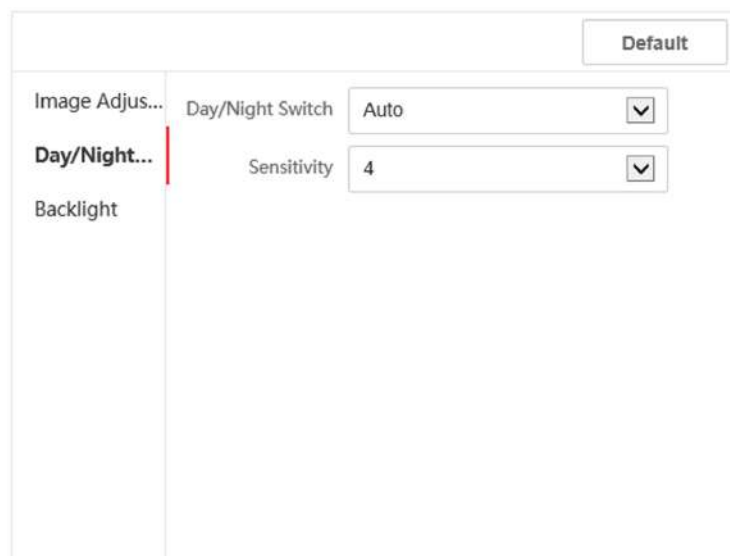 Default
Image Adjus...
Day/Night Switch
Auto
Day/Night...
Sensitivity
4
Backlight